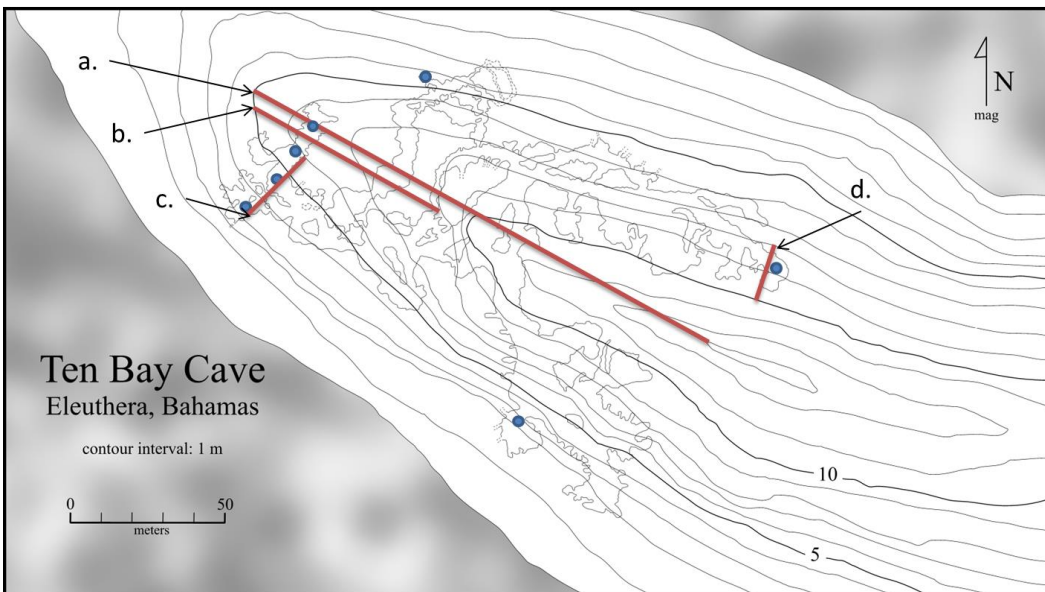 a.
b.
c.
d.
N
mag
Ten Bay Cave
Eleuthera, Bahamas
contour interval: 1 m
0 50
meters
10
5